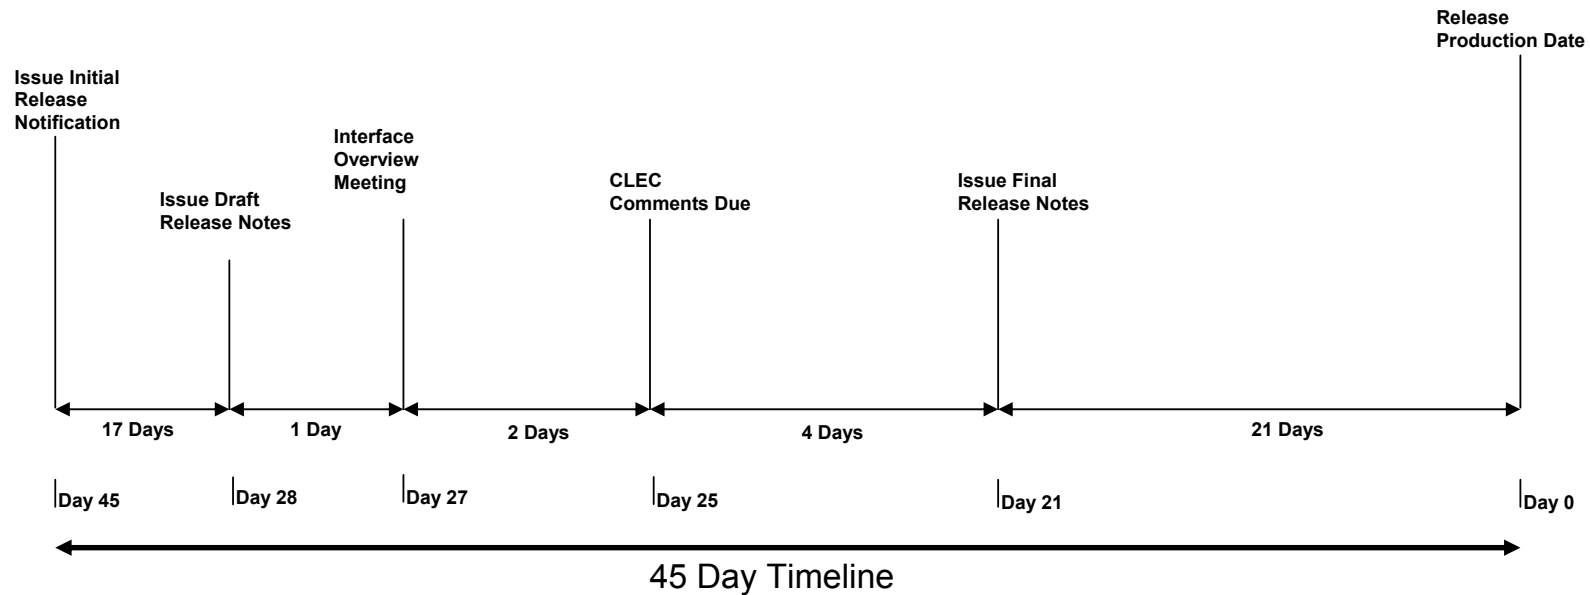 Release
Production Date
Issue Initial
Release
Notification
Interface
Overview
Meeting
CLEC
Comments Due
Issue Final
Release Notes
Issue Draft
Release Notes
17 Days
1 Day
2 Days
4 Days
21 Days
Day 45
Day 28
Day 27
Day 25
Day 21
Day 0
45 Day Timeline